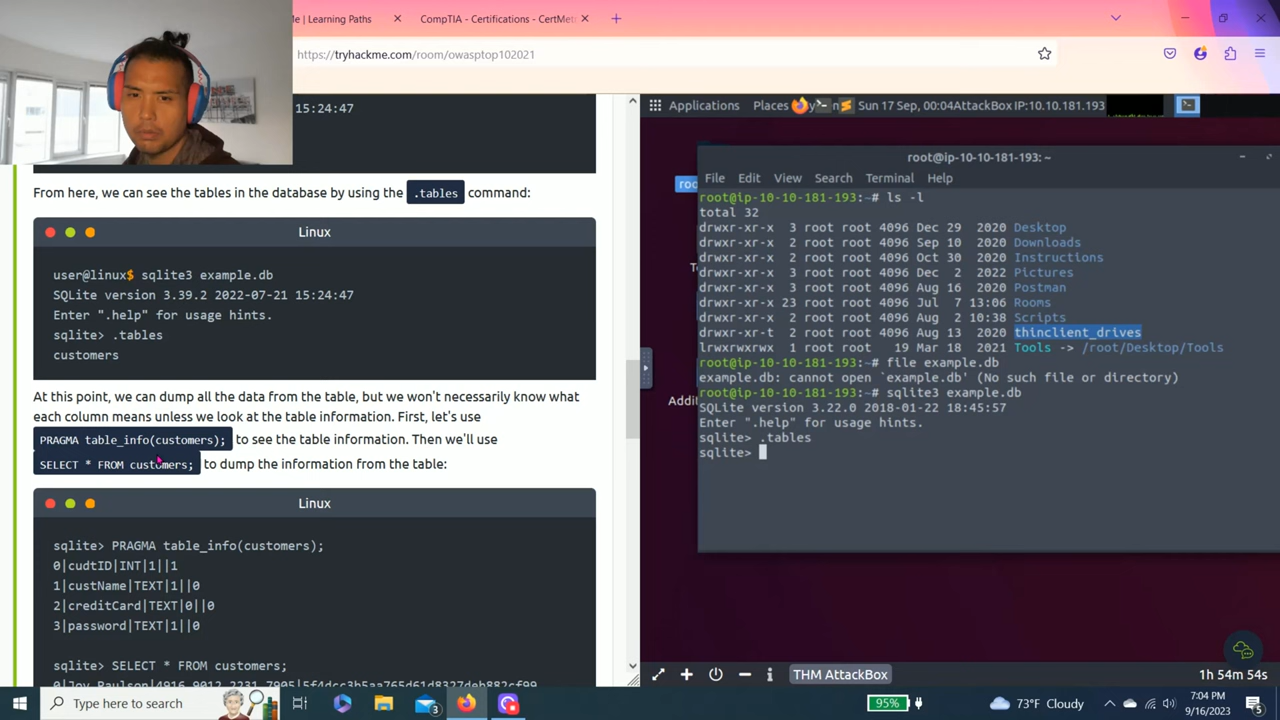 Me | Learning Paths
CompTIA - Certifications - CertMet
https://tryhackme.com/room/owasptop102021
15:24:47
From here, we can see the tables in the database by using the .tables command:
Linux
user@linux$ sqlite3 example.db
SQLite version 3.39.2 2022-07-21 15:24:47
Enter ".help" for usage hints.
sqlite> .tables
customers
At this point, we can dump all the data from the table, but we won't necessarily know what
each column means unless we look at the table information. First, let's use
PRAGMA table_info(customers); to see the table information. Then we'll use
SELECT * FROM customers; to dump the information from the table:
Linux
sqlite> PRAGMA table_info(customers);
0|cudtID|INT|1||1
1|custName|TEXT|1||0
2|creditCard|TEXT|0||0
3|password|TEXT|1||0
sqlite> SELECT * FROM customers;
0|Joy Paulson|4916 9012 2231 7905|5f4dcc3b5aa765d61d8327deb882cf99
Applications Places Sun 17 Sep, 00:04 AttackBox IP:10.10.181.193
root@ip-10-10-181-193: ~
File Edit View Search Terminal Help
root@ip-10-10-181-193:~# ls -l
total 32
drwxr-xr-x 3 root root 4096 Dec 29 2020 Desktop
drwxr-xr-x 2 root root 4096 Sep 10 2020 Downloads
drwxr-xr-x 2 root root 4096 Oct 30 2020 Instructions
drwxr-xr-x 3 root root 4096 Dec 2 2022 Pictures
drwxr-xr-x 3 root root 4096 Aug 16 2020 Postman
drwxr-xr-x 23 root root 4096 Jul 7 13:06 Rooms
drwxr-xr-x 2 root root 4096 Aug 2 10:38 Scripts
drwxr-xr-t 2 root root 4096 Aug 13 2020 thinclient_drives
lrwxrwxrwx 1 root root 19 Mar 18 2021 Tools -> /root/Desktop/Tools
root@ip-10-10-181-193:~# file example.db
example.db: cannot open `example.db' (No such file or directory)
root@ip-10-10-181-193:~# sqlite3 example.db
SQLite version 3.22.0 2018-01-22 18:45:57
Enter ".help" for usage hints.
sqlite> .tables
sqlite>
THM AttackBox
1h 54m 54s
Type here to search
3
95%
73°F Cloudy
7:04 PM
9/16/2023
5